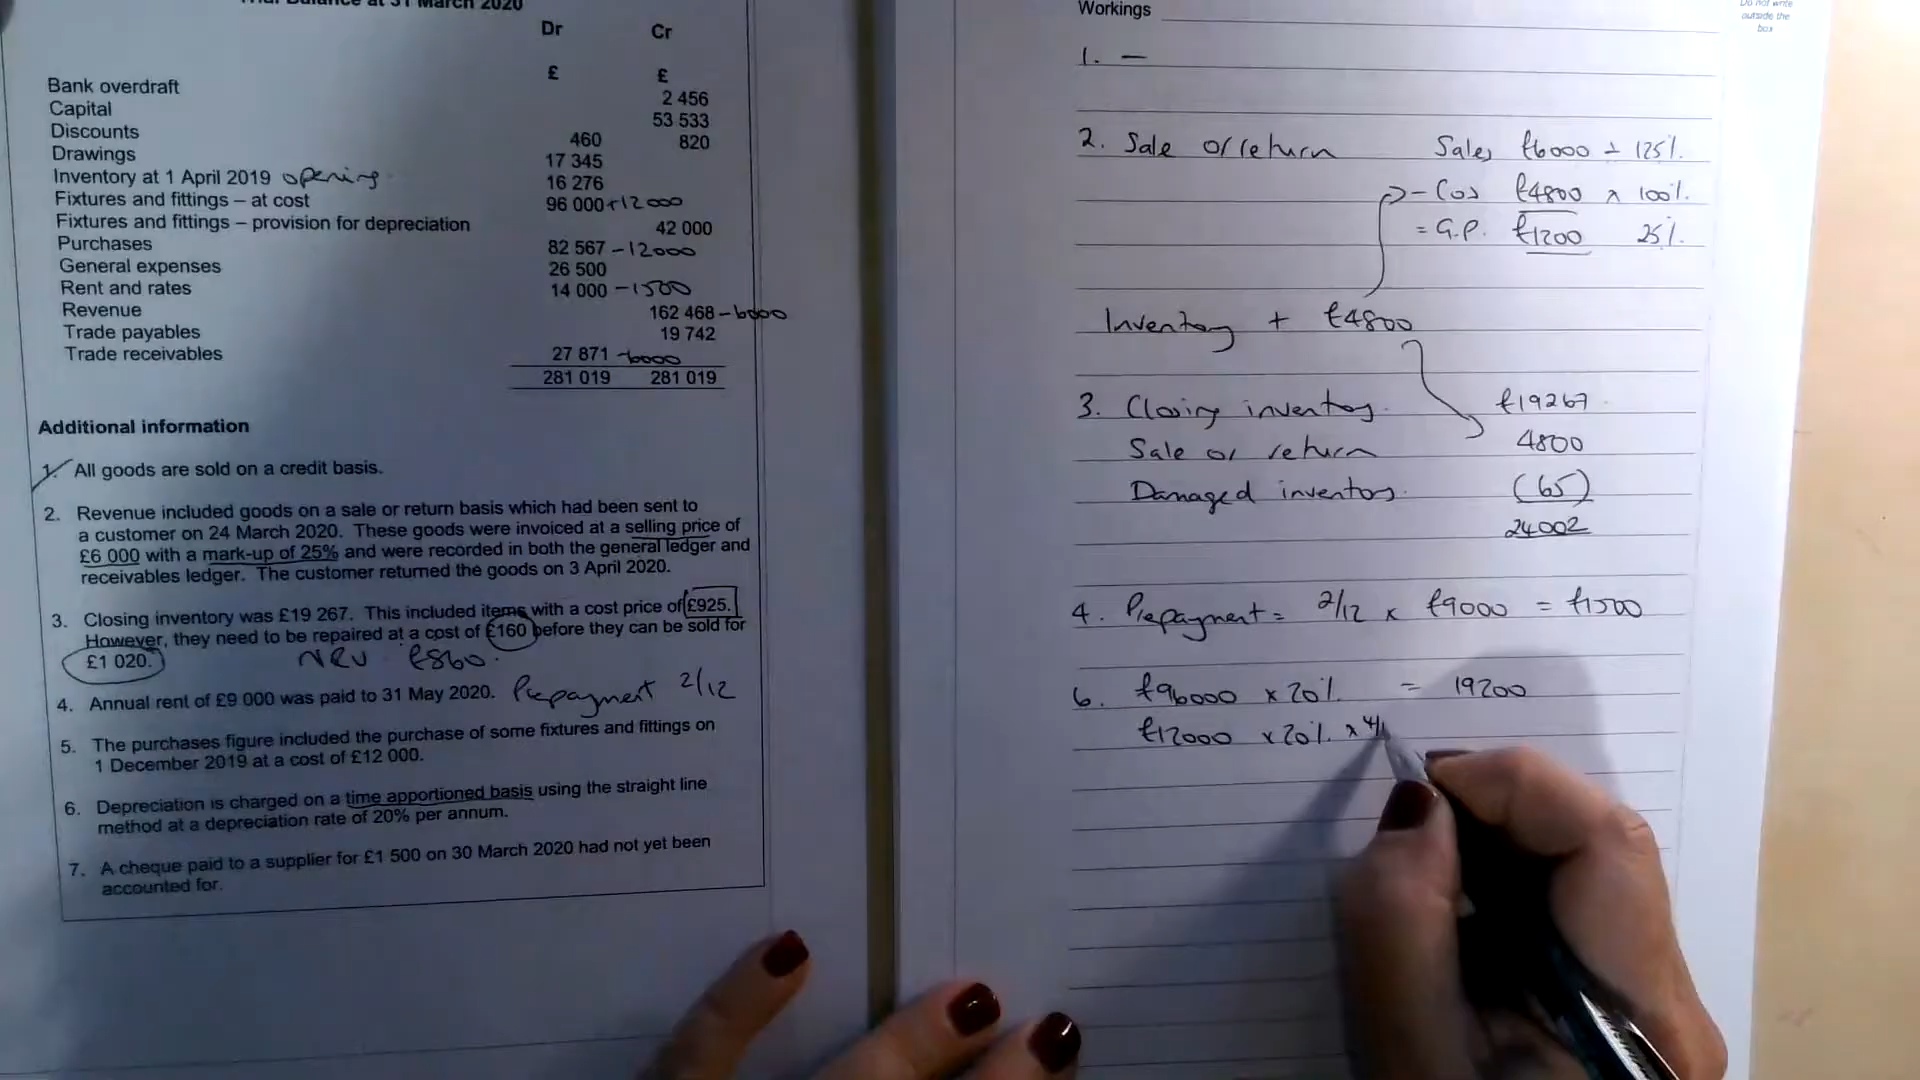 Trial Balance at 31 March 2020
Dr Cr
£ £
Bank overdraft 2 456
Capital 53 533
Discounts 460 820
Drawings 17 345
Inventory at 1 April 2019 opening 16 276
Fixtures and fittings – at cost 96 000 +12 000
Fixtures and fittings – provision for depreciation 42 000
Purchases 82 567 -12000
General expenses 26 500
Rent and rates 14 000 -1500
Revenue 162 468 -6000
Trade payables 19 742
Trade receivables 27 871 -6000
281 019 281 019
Additional information
1. All goods are sold on a credit basis.
2. Revenue included goods on a sale or return basis which had been sent to
a customer on 24 March 2020. These goods were invoiced at a selling price of
£6 000 with a mark-up of 25% and were recorded in both the general ledger and
receivables ledger. The customer returned the goods on 3 April 2020.
3. Closing inventory was £19 267. This included items with a cost price of £925.
However, they need to be repaired at a cost of £160 before they can be sold for
£1 020. NRV £860.
4. Annual rent of £9 000 was paid to 31 May 2020. Prepayment 2/12
5. The purchases figure included the purchase of some fixtures and fittings on
1 December 2019 at a cost of £12 000.
6. Depreciation is charged on a time apportioned basis using the straight line
method at a depreciation rate of 20% per annum.
7. A cheque paid to a supplier for £1 500 on 30 March 2020 had not yet been
accounted for.
Do not write
outside the
box
Workings
1. —
2. Sale or return Sales £6000 ÷ 125%.
- Cos £4800 x 100%.
= G.P. £1200 25%.
Inventory + £4800
3. Closing inventory. £19267
Sale or return 4800
Damaged inventory. (65)
24002
4. Prepayment = 2/12 x £9000 = £1500
6. £96000 x 20%. = 19200
£12000 x 20%. x 4/